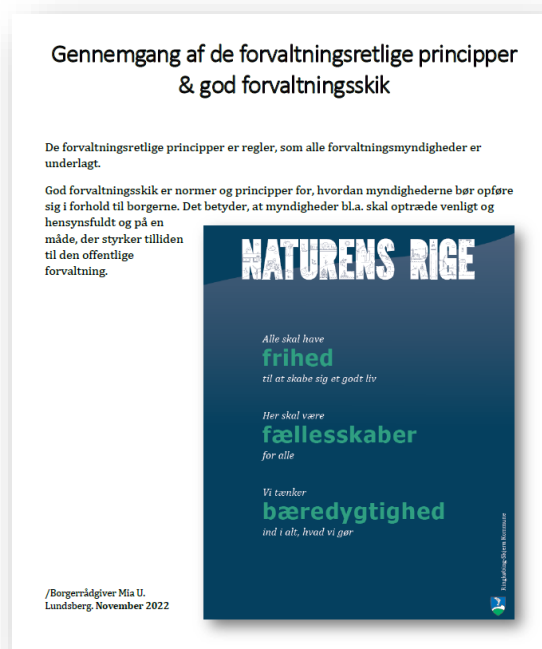 Gennemgang af de forvaltningsretlige principper
& god forvaltningsskik
De forvaltningsretlige principper er regler, som alle forvaltningsmyndigheder er
underlagt.
God forvaltningsskik er normer og principper for, hvordan myndighederne bør opføre
sig i forhold til borgerne. Det betyder, at myndigheder bl.a. skal optræde venligt og
hensynsfuldt og på en
måde, der styrker tilliden
til den offentlige
forvaltning.
NATURENS RIGE
Alle skal have
frihed
til at skabe sig et godt liv
Her skal være
fællesskaber
for alle
Vi tænker
bæredygtighed
ind i alt, hvad vi gør
Ringkøbing-Skjern Kommune
/Borgerrådgiver Mia U.
Lundsberg. November 2022